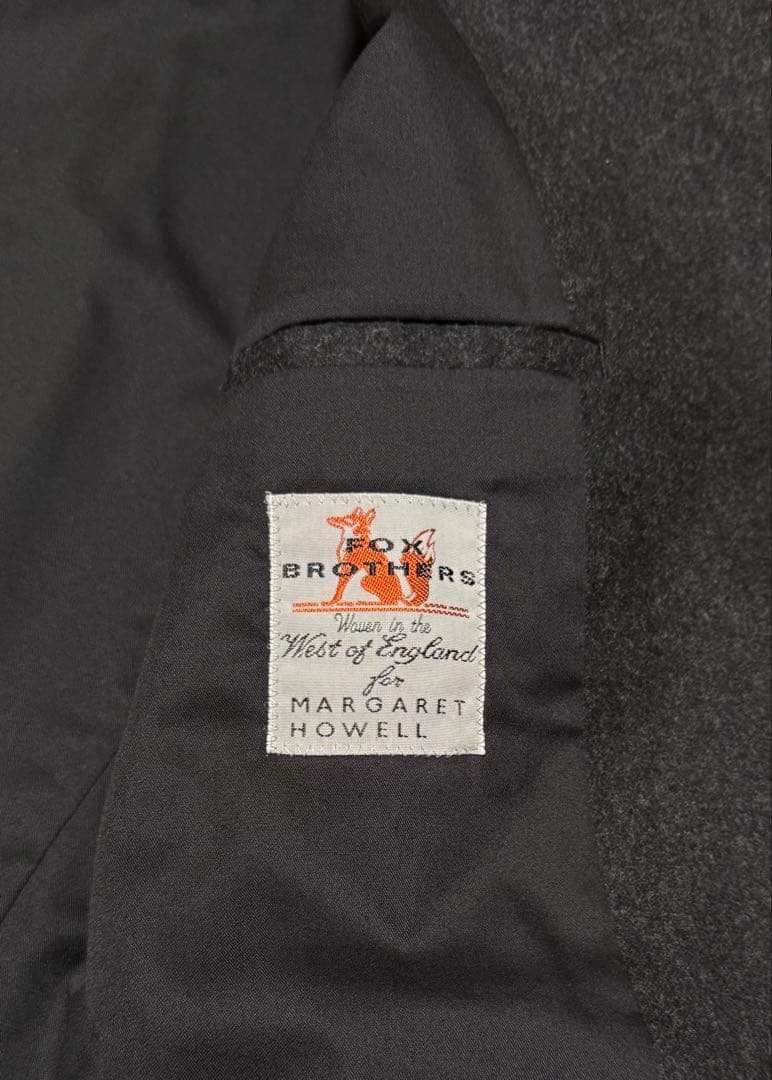 FOX
BROTHERS
Woven in the
West of England
for
MARGARET
HOWELL